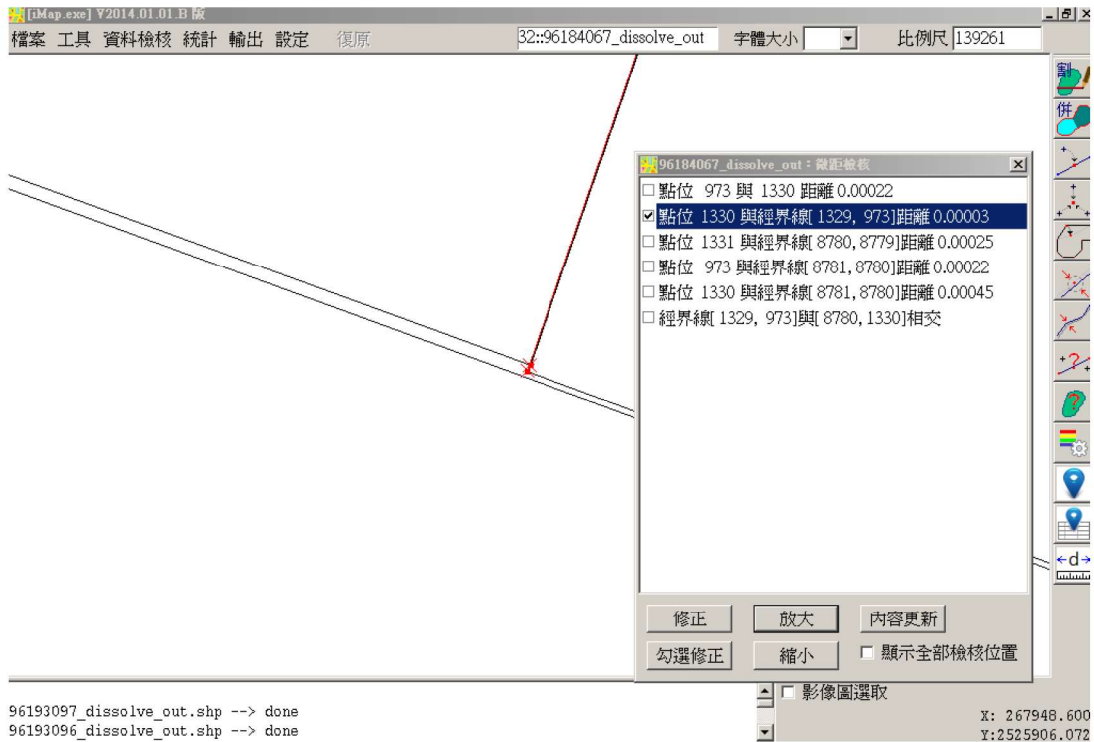 [iMap.exe] V2014.01.01.B 版
檔案 工具 資料檢核 統計 輸出 設定 復原 32::96184067_dissolve_out 字體大小 比例尺 139261
割
併
96184067_dissolve_out：微距檢核
點位 973 與 1330 距離 0.00022
點位 1330 與經界線[ 1329, 973]距離 0.00003
點位 1331 與經界線[ 8780, 8779]距離 0.00025
點位 973 與經界線[ 8781, 8780]距離 0.00022
點位 1330 與經界線[ 8781, 8780]距離 0.00045
經界線[ 1329, 973]與[ 8780, 1330]相交
修正 放大 內容更新
勾選修正 縮小 顯示全部檢核位置
d
影像圖選取
96193097_dissolve_out.shp --> done
96193096_dissolve_out.shp --> done
X: 267948.600
Y:2525906.072